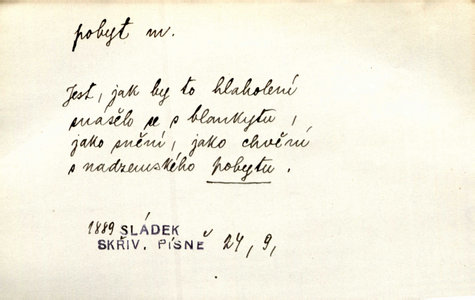 pobyt m.
Jest, jak by to hlaholení
snášelo se s blankytu,
jako snění, jako chvění
s nadzemského pobytu.
1889 SLÁDEK
SKŘIV. PÍSNĚ 24, 9,